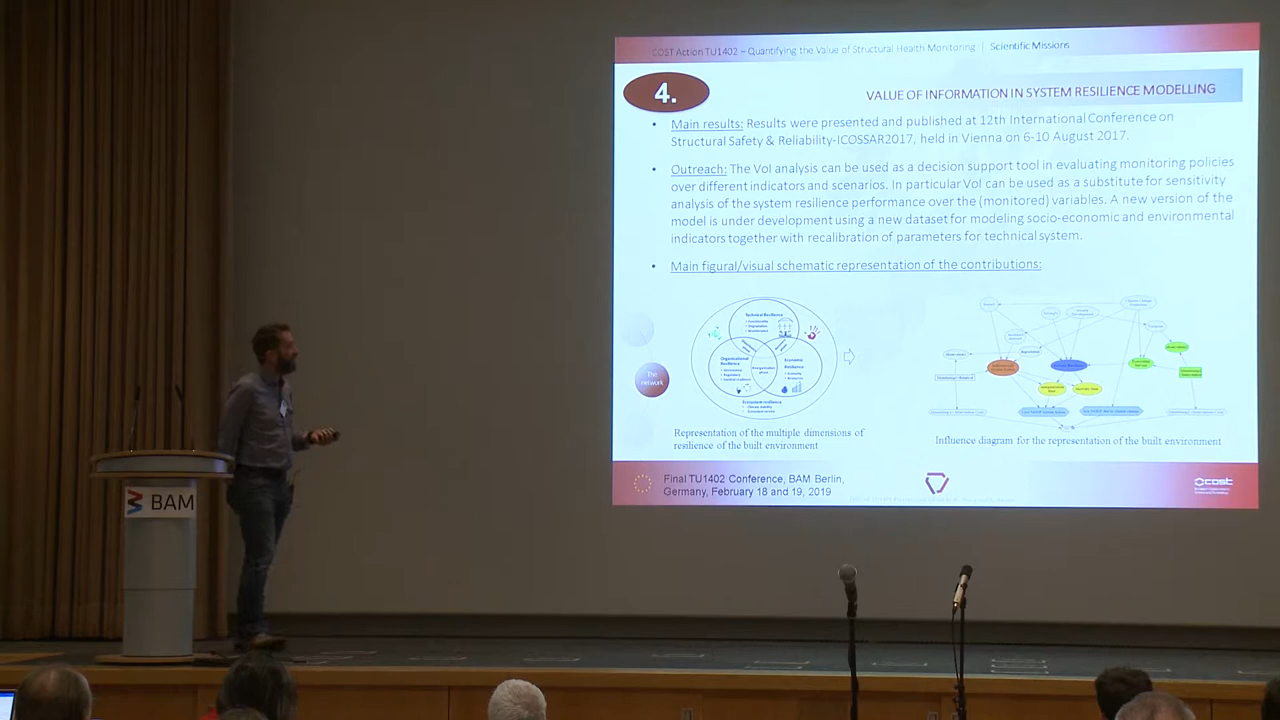 COST Action TU1402 – Quantifying the Value of Structural Health Monitoring | Scientific Missions
4.
VALUE OF INFORMATION IN SYSTEM RESILIENCE MODELLING
• Main results: Results were presented and published at 12th International Conference on
Structural Safety & Reliability-ICOSSAR2017, held in Vienna on 6-10 August 2017.
• Outreach: The VoI analysis can be used as a decision support tool in evaluating monitoring policies
over different indicators and scenarios. In particular VoI can be used as a substitute for sensitivity
analysis of the system resilience performance over the (monitored) variables. A new version of the
model is under development using a new dataset for modeling socio-economic and environmental
indicators together with recalibration of parameters for technical system.
• Main figural/visual schematic representation of the contributions:
The
network
Technical Resilience
Organizational
Resilience
Economic
Resilience
Ecosystem resilience
Representation of the multiple dimensions of
resilience of the built environment
Influence diagram for the representation of the built environment
Final TU1402 Conference, BAM Berlin,
Germany, February 18 and 19, 2019
cost
BAM